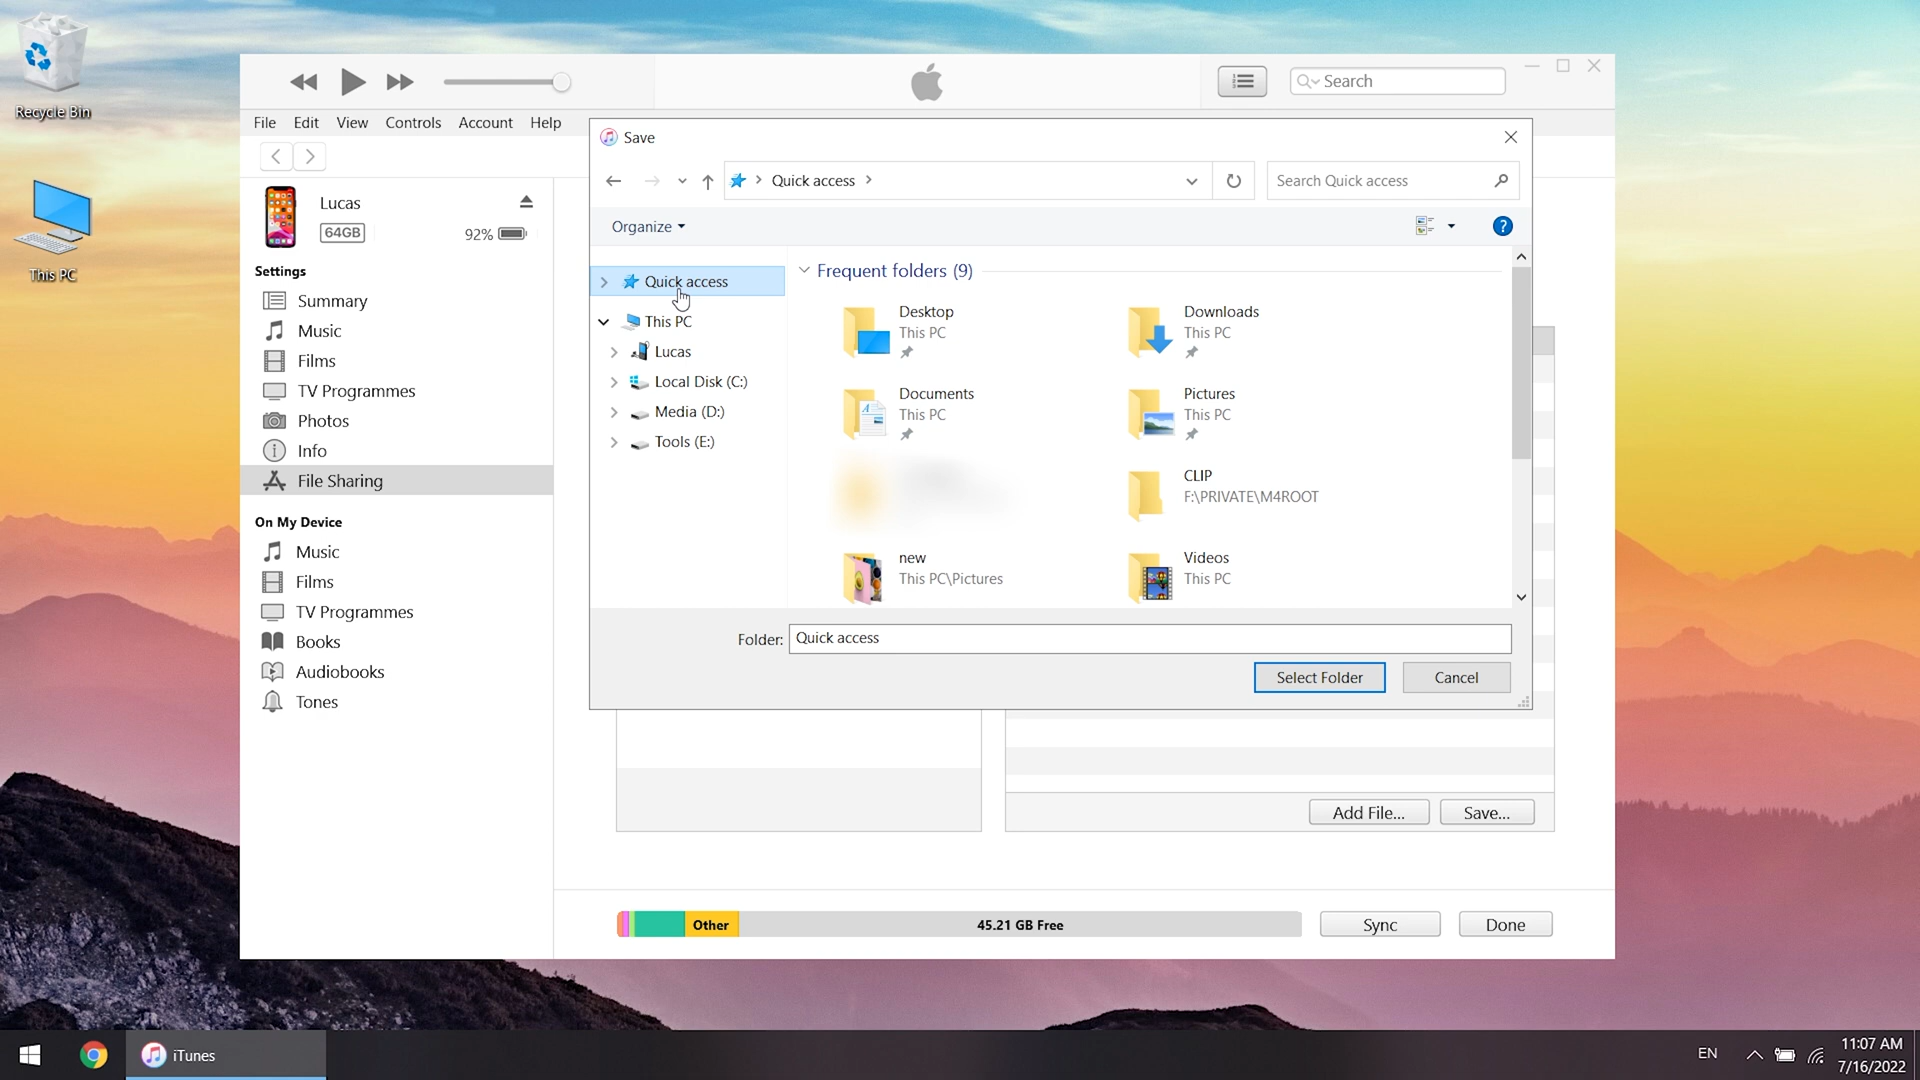 Recycle Bin
This PC
Search
File Edit View Controls Account Help
Lucas
64GB
92%
Settings
Summary
Music
Films
TV Programmes
Photos
Info
File Sharing
On My Device
Music
Films
TV Programmes
Books
Audiobooks
Tones
Save
Quick access
Search Quick access
Organize
?
Quick access
This PC
Lucas
Local Disk (C:)
Media (D:)
Tools (E:)
Frequent folders (9)
Desktop
This PC
Downloads
This PC
Documents
This PC
Pictures
This PC
CLIP
F:\PRIVATE\M4ROOT
new
This PC\Pictures
Videos
This PC
Folder: Quick access
Select Folder Cancel
Add File... Save...
Other 45.21 GB Free Sync Done
iTunes
EN
11:07 AM
7/16/2022